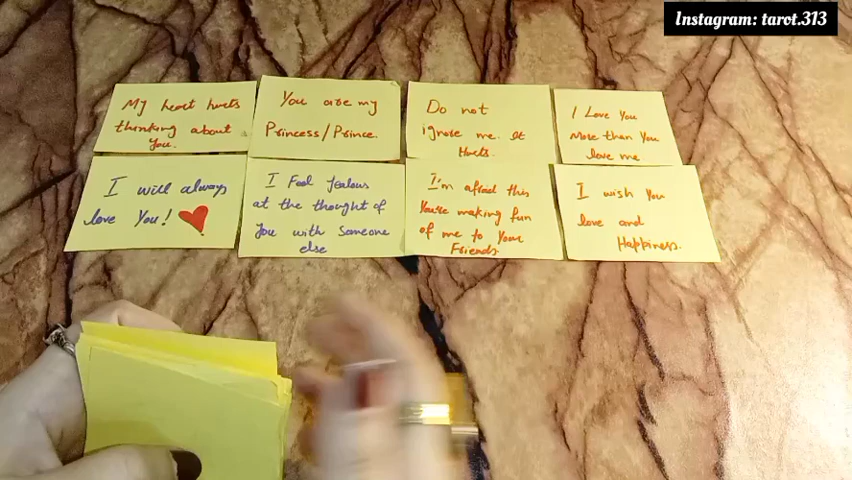 Instagram: tarot.313
My heart hurts
thinking about
you.
You are my
Princess/Prince.
Do not
ignore me. It
Hurts.
I Love You
More than You
love me
I will always
love You!
I Feel Jealous
at the thought of
You with Someone
else
I'm afraid this
You're making fun
of me to Your
Friends.
I wish You
love and
Happiness.